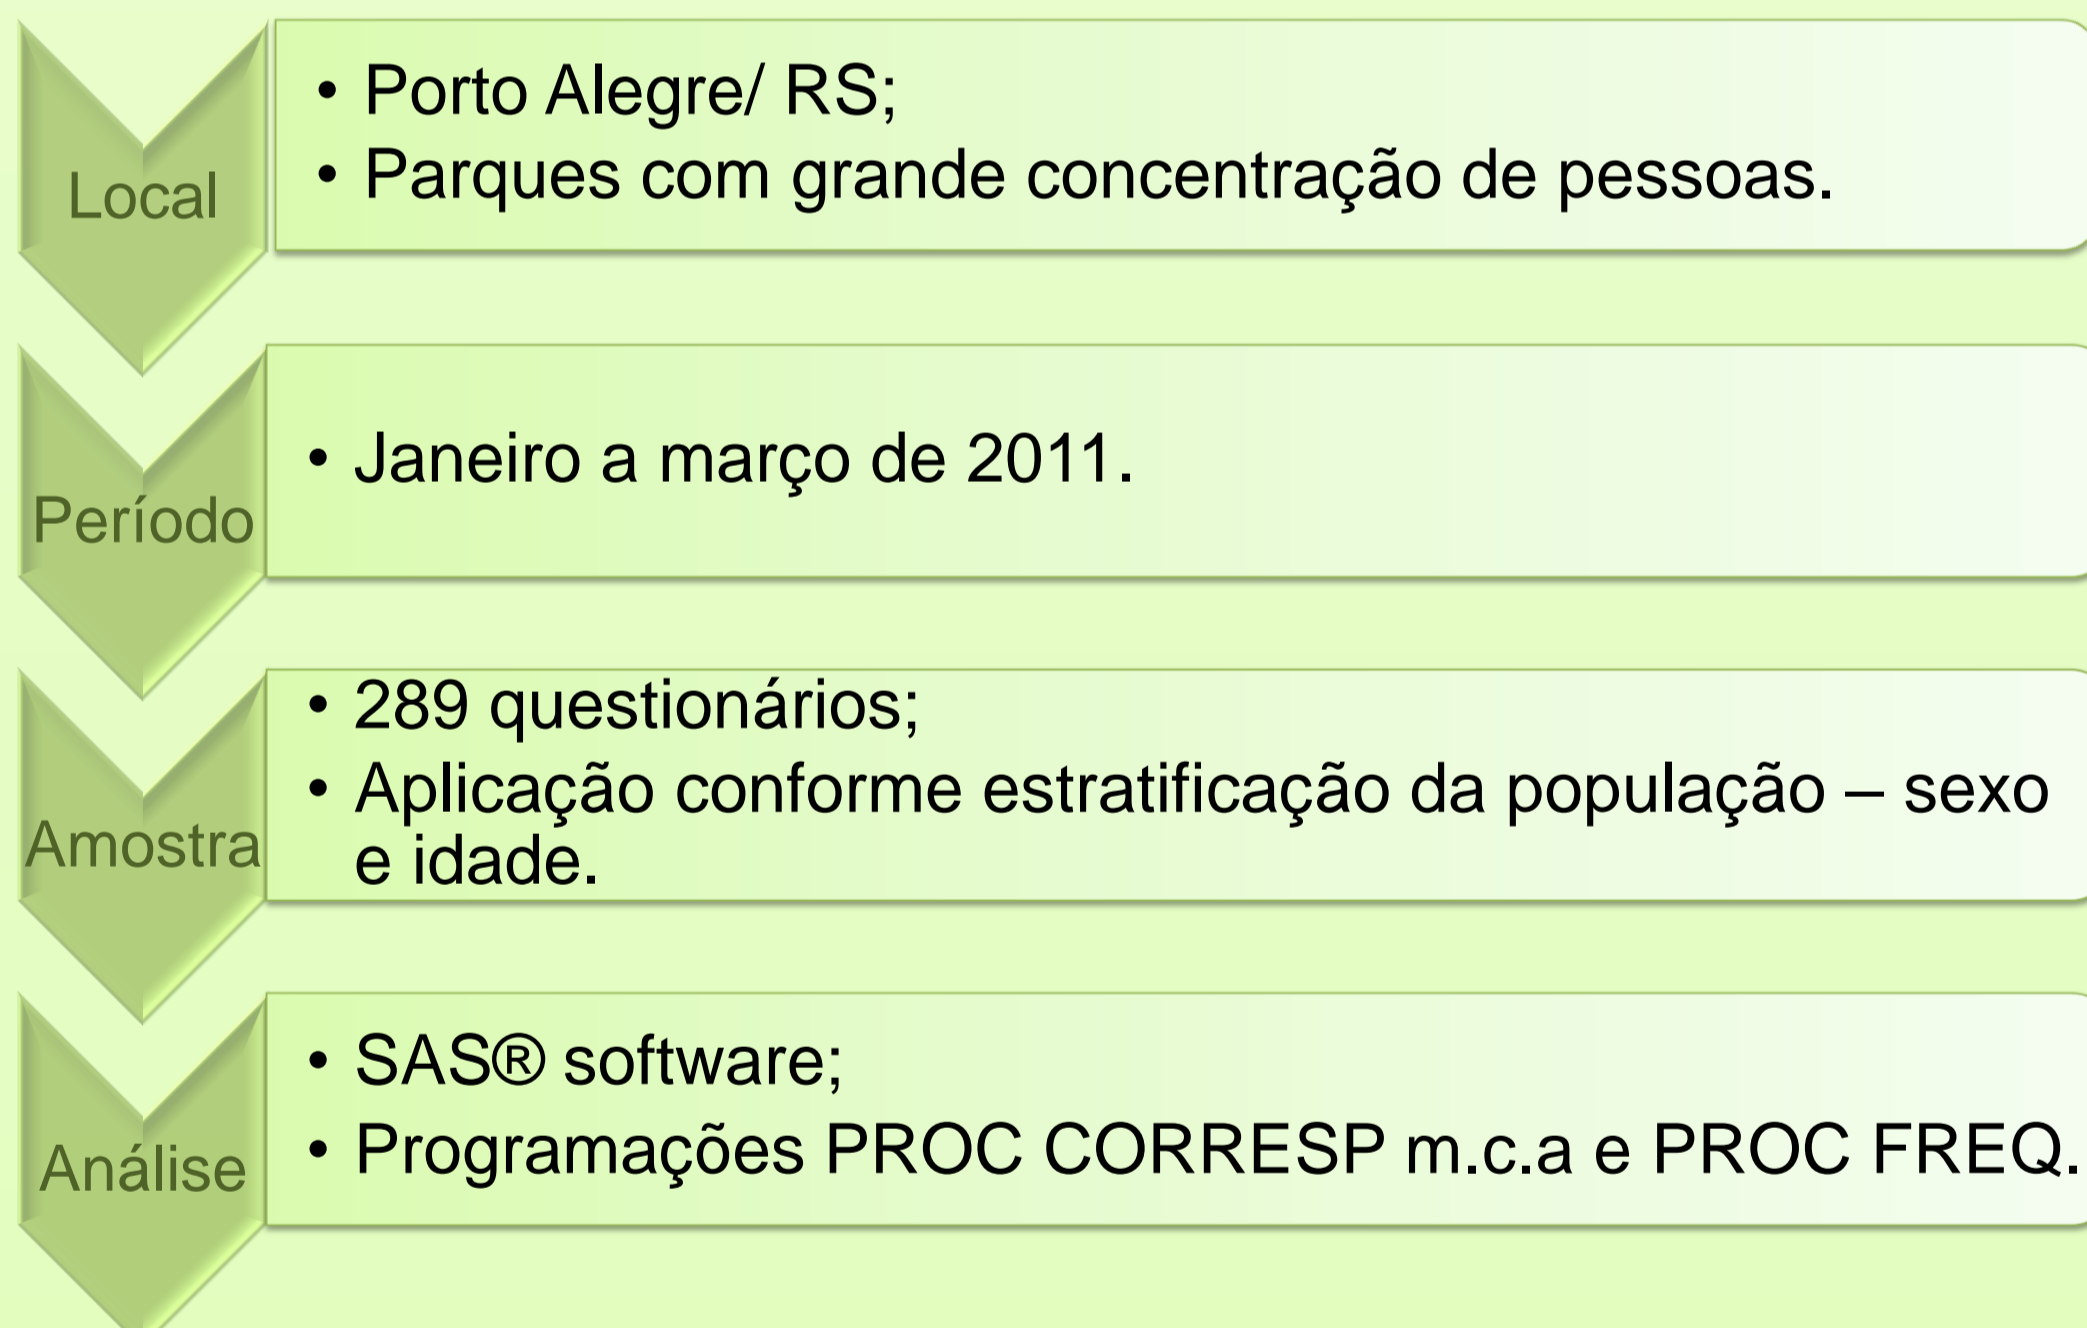 Local
• Porto Alegre/ RS;
• Parques com grande concentração de pessoas.
Período
• Janeiro a março de 2011.
Amostra
• 289 questionários;
• Aplicação conforme estratificação da população – sexo
e idade.
Análise
• SAS® software;
• Programações PROC CORRESP m.c.a e PROC FREQ.